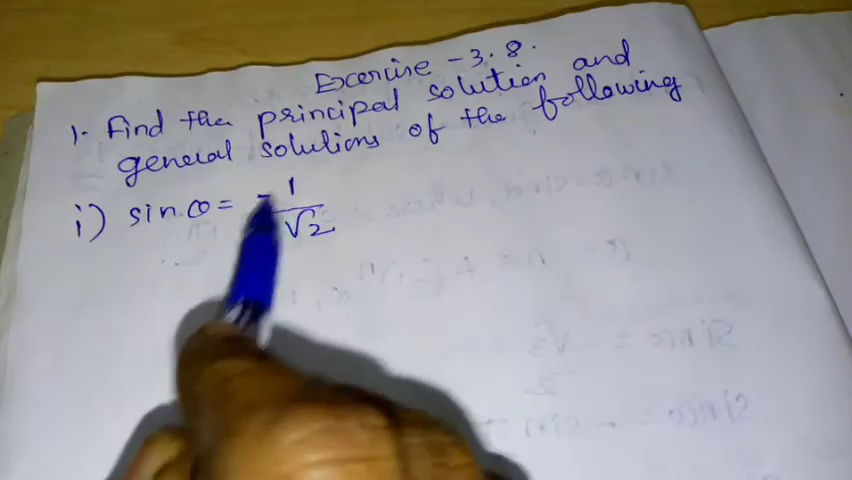 Exercise - 3.8.
1. Find the principal solution and
general solutions of the following
i) sin θ = -1/√2